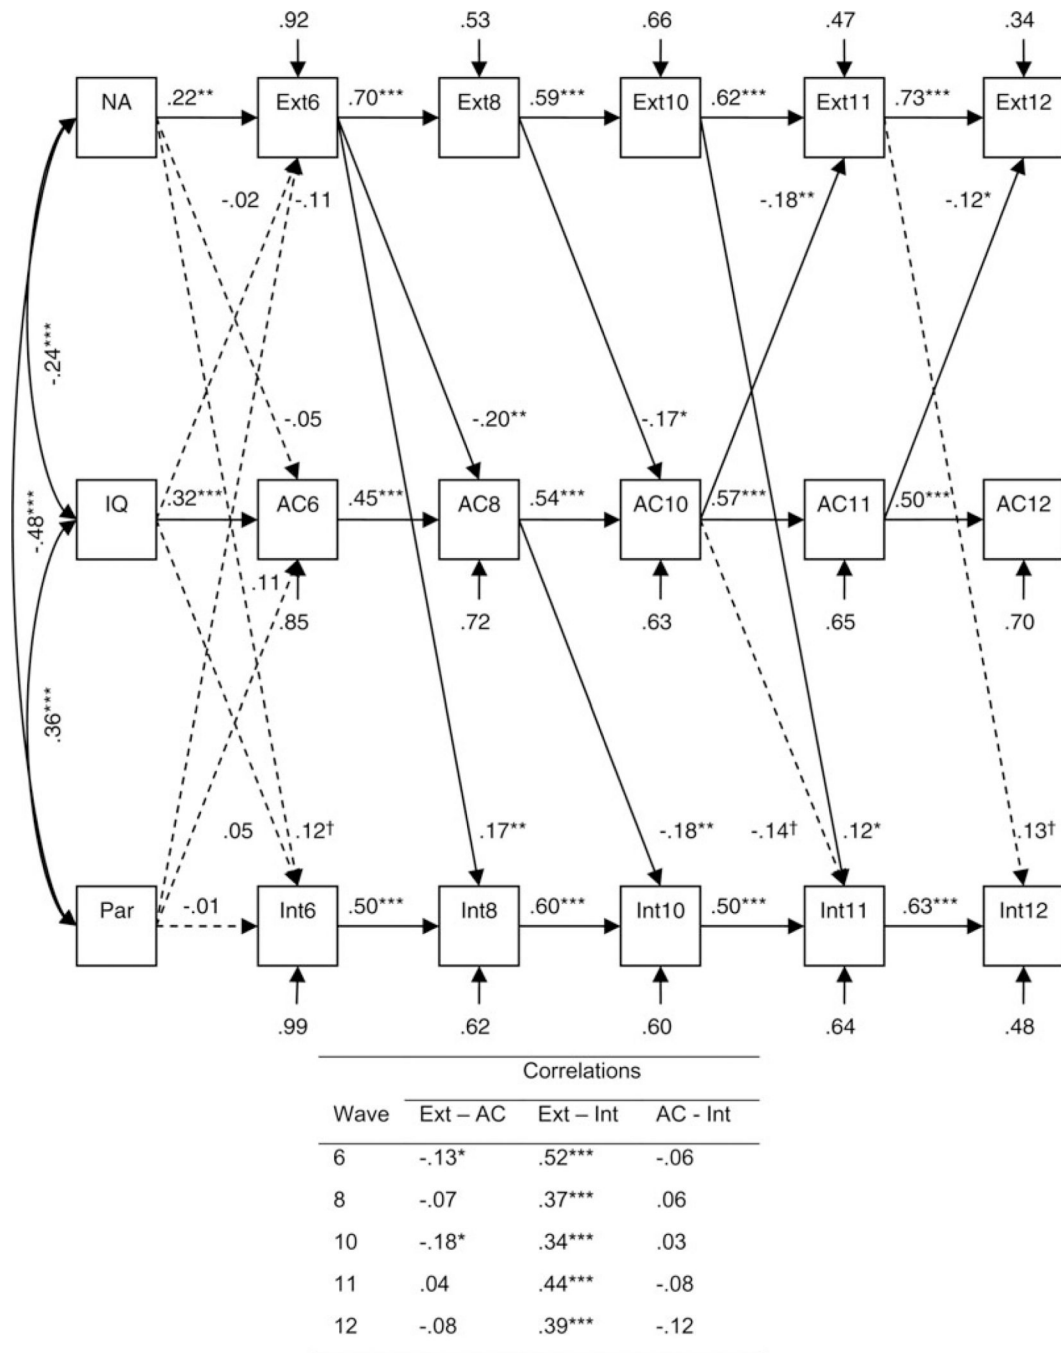 .92 .53 .66 .47 .34
NA .22** Ext6 .70*** Ext8 .59*** Ext10 .62*** Ext11 .73*** Ext12
-.02 -.11 -.18** -.12*
-.24***
-.05 -.20** -.17*
IQ .32*** AC6 .45*** AC8 .54*** AC10 .57*** AC11 .50*** AC12
-.48***
.11
.85 .72 .63 .65 .70
.36***
.05 .12† .17** -.18** -.14† .12* .13†
Par -.01 Int6 .50*** Int8 .60*** Int10 .50*** Int11 .63*** Int12
.99 .62 .60 .64 .48
Correlations
Wave Ext – AC Ext – Int AC - Int
6 -.13* .52*** -.06
8 -.07 .37*** .06
10 -.18* .34*** .03
11 .04 .44*** -.08
12 -.08 .39*** -.12